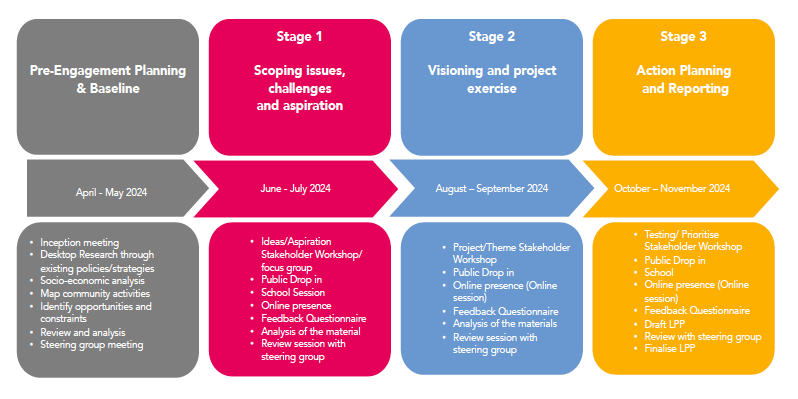 Pre-Engagement Planning
& Baseline
Stage 1
Scoping issues,
challenges
and aspiration
Stage 2
Visioning and project
exercise
Stage 3
Action Planning
and Reporting
April - May 2024
June - July 2024
August – September 2024
October – November 2024
• Inception meeting
• Desktop Research through
existing policies/strategies
• Socio-economic analysis
• Map community activities
• Identify opportunities and
constraints
• Review and analysis
• Steering group meeting
• Ideas/Aspiration
Stakeholder Workshop/
focus group
• Public Drop in
• School Session
• Online presence
• Feedback Questionnaire
• Analysis of the material
• Review session with
steering group
• Project/Theme Stakeholder
Workshop
• Public Drop in
• Online presence (Online
session)
• Feedback Questionnaire
• Analysis of the materials
• Review session with
steering group
• Testing/ Prioritise
Stakeholder Workshop
• Public Drop in
• School
• Online presence (Online
session)
• Feedback Questionnaire
• Draft LPP
• Review with steering group
• Finalise LPP